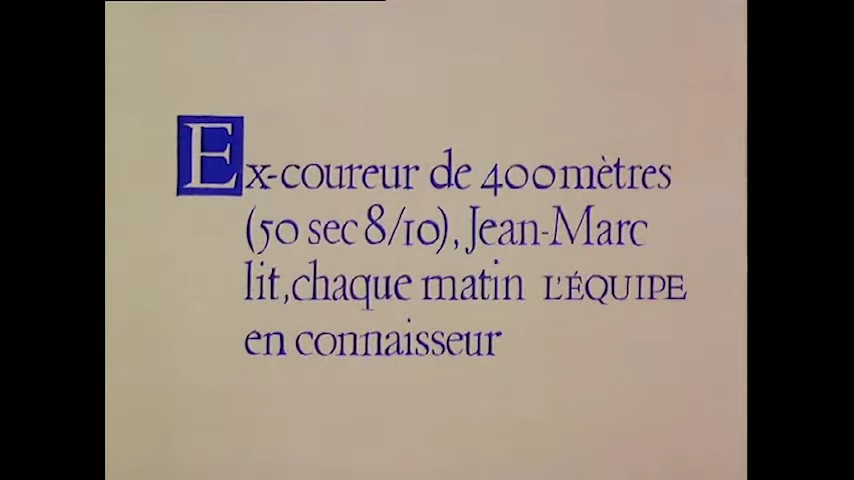 Ex-coureur de 400 mètres
(50 sec 8/10), Jean-Marc
lit, chaque matin L'ÉQUIPE
en connaisseur